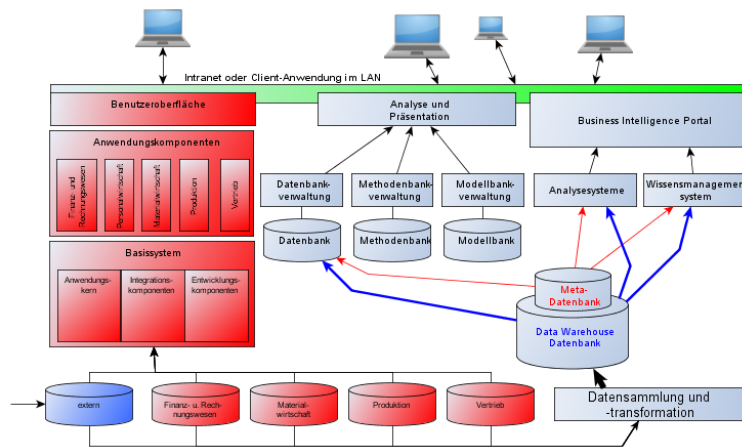 Intranet oder Client-Anwendung im LAN
Benutzeroberfläche
Analyse und
Präsentation
Business Intelligence Portal
Anwendungskomponenten
Finanz- und
Rechnungswesen
Personalwirtschaft
Materialwirtschaft
Produktion
Vertrieb
Datenbank-
verwaltung
Methodenbank-
verwaltung
Modellbank-
verwaltung
Analysesysteme
Wissensmanagement
system
Datenbank
Methodenbank
Modellbank
Basissystem
Anwendungs-
kern
Integrations-
komponenten
Entwicklungs-
komponenten
Meta-
Datenbank
Data Warehouse
Datenbank
extern
Finanz- u. Rech-
nungswesen
Material-
wirtschaft
Produktion
Vertrieb
Datensammlung und
-transformation